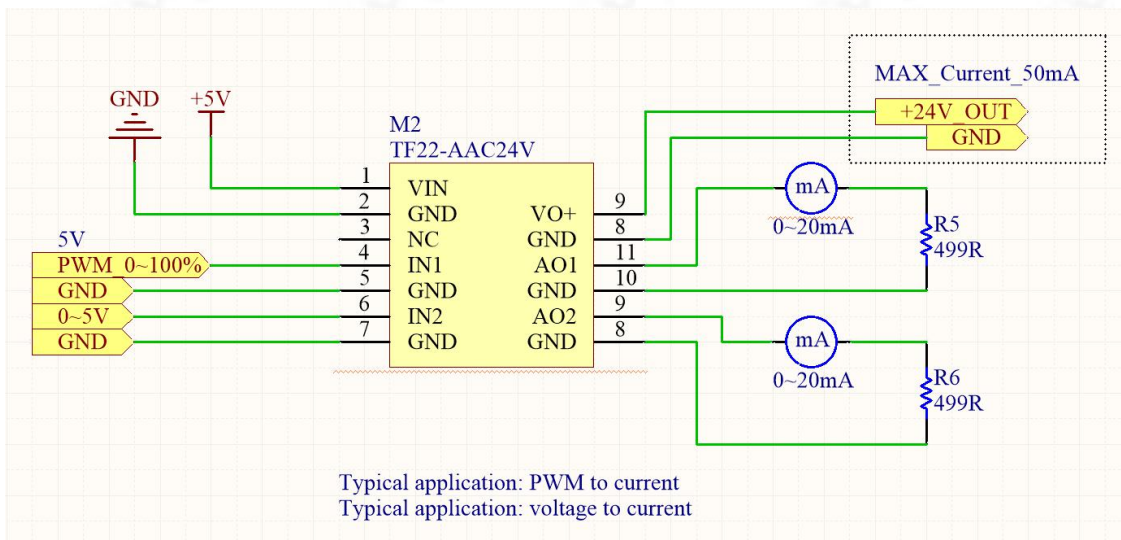 MAX_Current_50mA
+24V_OUT
GND
GND
+5V
M2
TF22-AAC24V
1
VIN
2
GND
3
NC
4
IN1
5
GND
6
IN2
7
GND
VO+
9
GND
8
AO1
11
GND
10
AO2
9
GND
8
5V
PWM_0~100%
GND
0~5V
GND
mA
0~20mA
R5
499R
mA
0~20mA
R6
499R
Typical application: PWM to current
Typical application: voltage to current